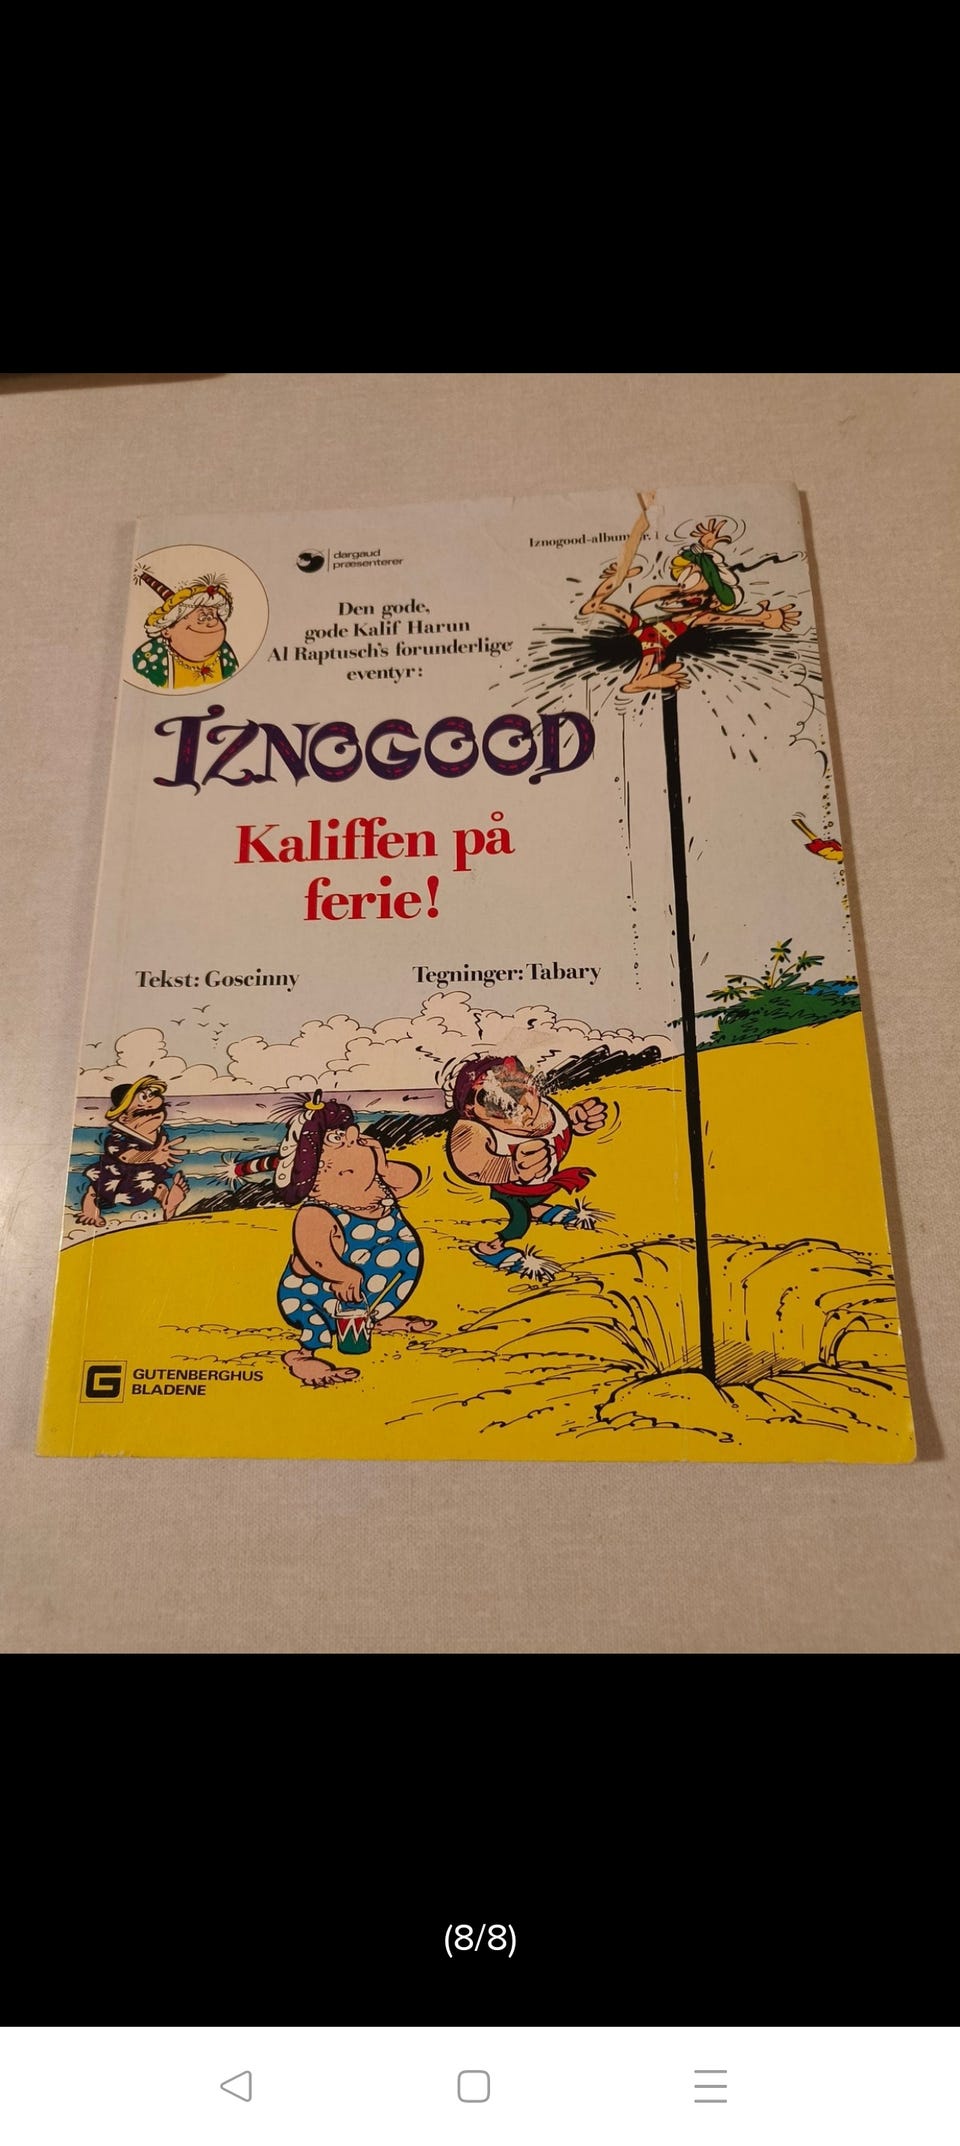 dargaud
præsenterer
Iznogood-album
Den gode,
gode Kalif Harun
Al Raptusch's forunderlige
eventyr:
IZNOGOOD
Kaliffen på
ferie!
Tekst: Goscinny
Tegninger: Tabary
G GUTENBERGHUS
BLADENE
(8/8)